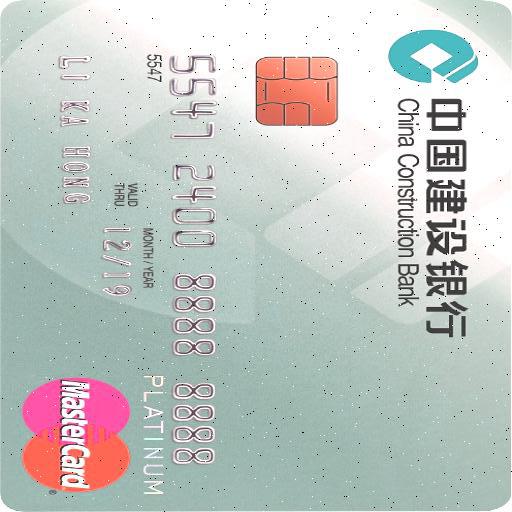 中国建设银行
China Construction Bank
5547 2400 8888 8888
5547
MONTH / YEAR
VALID THRU
12/19
PLATINUM
LI KA HONG
MasterCard
®